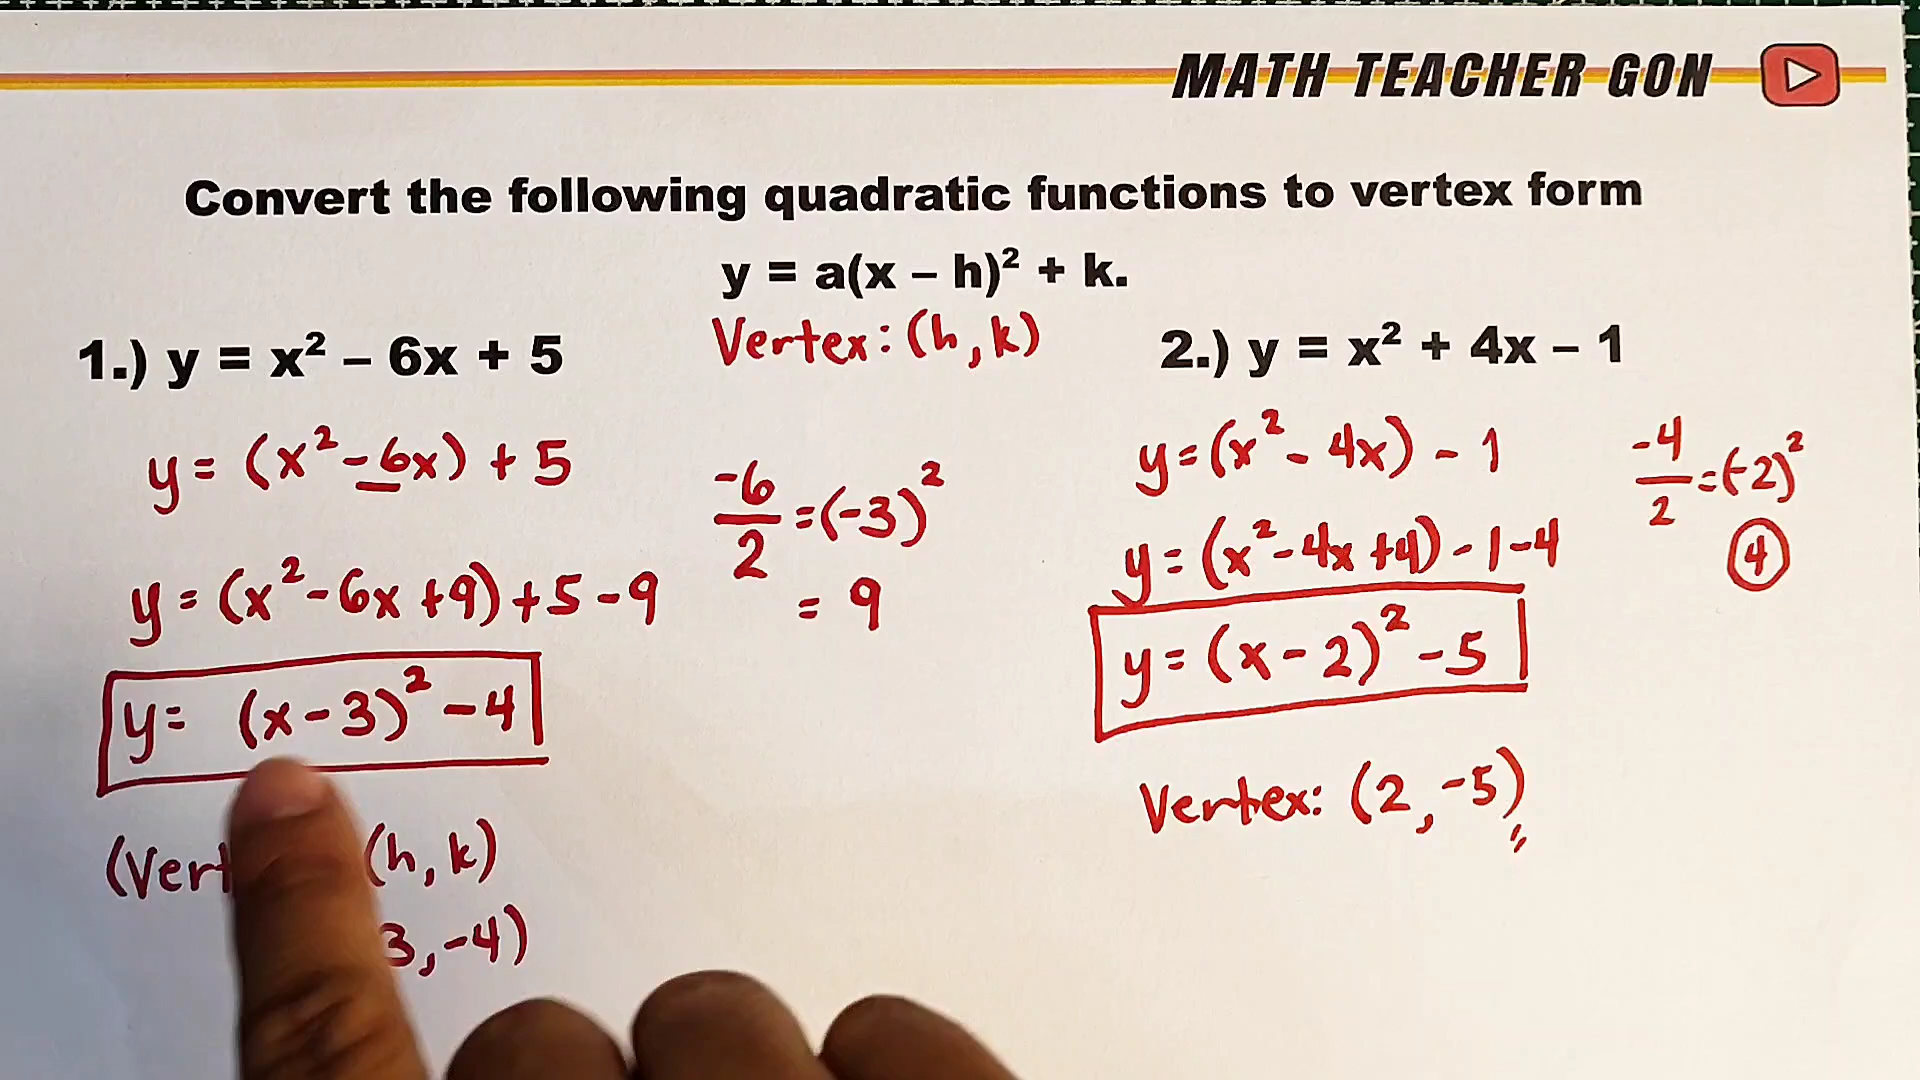 MATH TEACHER GON
Convert the following quadratic functions to vertex form
y = a(x – h)² + k.
Vertex: (h, k)
1.) y = x² – 6x + 5
y = (x² - 6x) + 5
-6/2 = (-3)²
= 9
y = (x² - 6x + 9) + 5 - 9
y = (x - 3)² - 4
(h, k)
3, -4)
2.) y = x² + 4x – 1
y = (x² - 4x) - 1
-4/2 = (-2)²
4
y = (x² - 4x + 4) - 1 - 4
y = (x - 2)² - 5
Vertex: (2, -5)